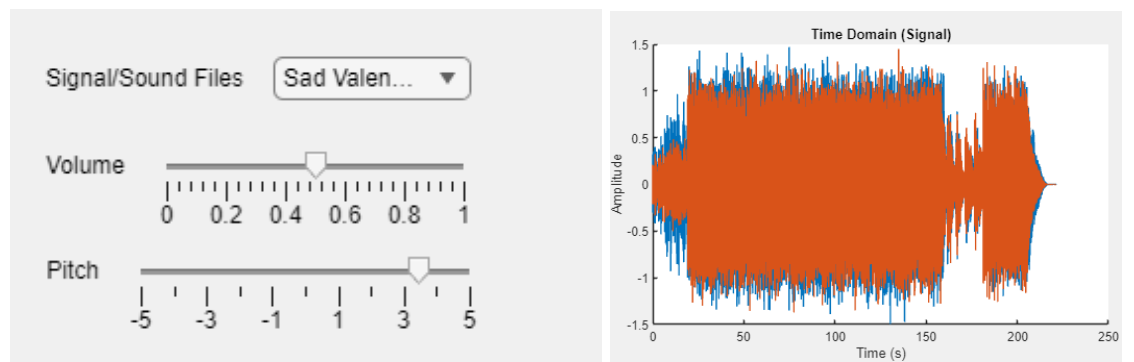 Signal/Sound Files
Sad Valen...
Volume
0 0.2 0.4 0.6 0.8 1
Pitch
-5 -3 -1 1 3 5
Time Domain (Signal)
1.5
1
0.5
0
-0.5
-1
-1.5
Amplitude
0 50 100 150 200 250
Time (s)